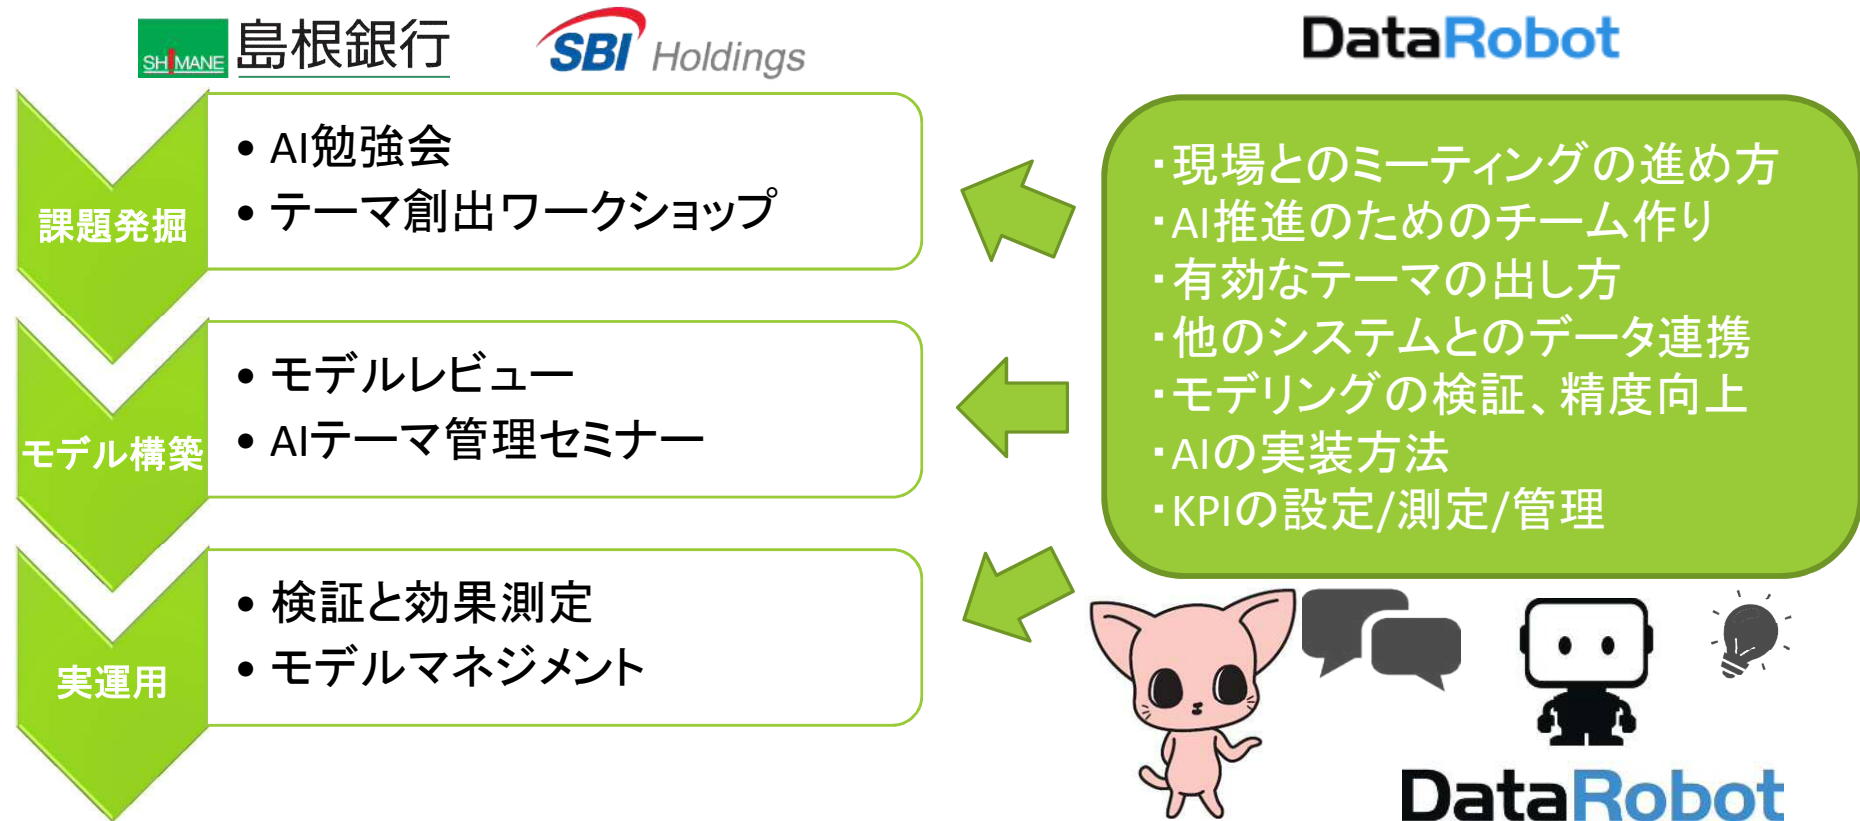 SHIMANE 島根銀行
SBI Holdings
DataRobot
課題発掘
• AI勉強会
• テーマ創出ワークショップ
モデル構築
• モデルレビュー
• AIテーマ管理セミナー
実運用
• 検証と効果測定
• モデルマネジメント
・現場とのミーティングの進め方
・AI推進のためのチーム作り
・有効なテーマの出し方
・他のシステムとのデータ連携
・モデリングの検証、精度向上
・AIの実装方法
・KPIの設定/測定/管理
DataRobot